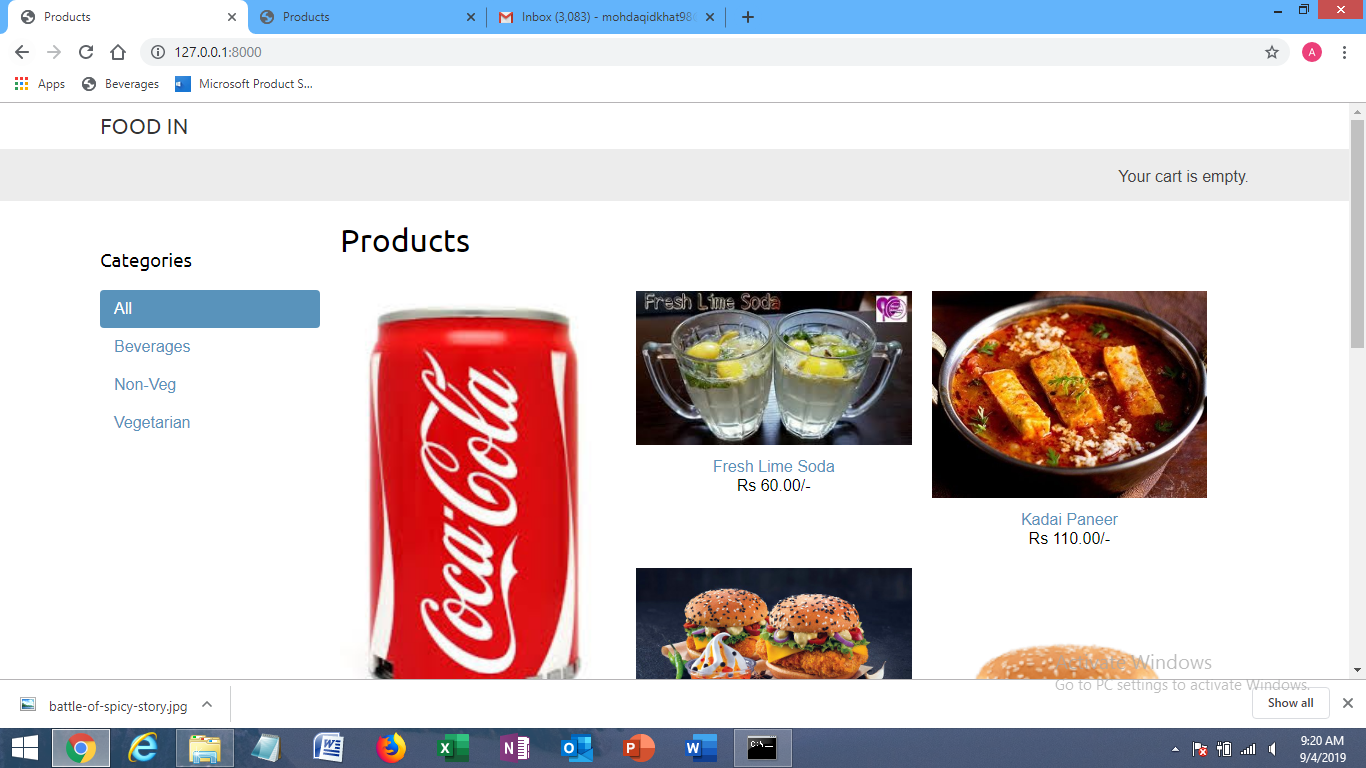 Products
Products
Inbox (3,083) - mohdaqidkhat98
127.0.0.1:8000
A
Apps
Beverages
Microsoft Product S...
FOOD IN
Your cart is empty.
Categories
All
Beverages
Non-Veg
Vegetarian
Products
Coca-Cola
Fresh Lime Soda
Fresh Lime Soda
Rs 60.00/-
Kadai Paneer
Rs 110.00/-
Activate Windows
Go to PC settings to activate Windows.
battle-of-spicy-story.jpg
Show all
9:20 AM
9/4/2019